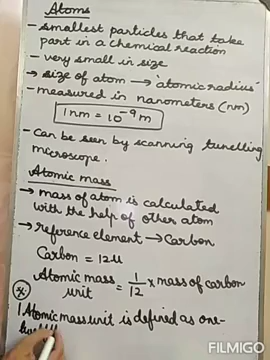 Atoms
- smallest particles that take
part in a chemical reaction
- very small in size
→ size of atom → 'atomic radius'
- measured in nanometers (nm)
1nm = 10⁻⁹ m
- can be seen by scanning tunelling
microscope.
Atomic mass
→ mass of atom is calculated
with the help of other atom
→ reference element → Carbon
Carbon = 12u
Atomic mass unit = 1/12 × mass of carbon
Atomic mass unit is defined as one-
FILMIGO